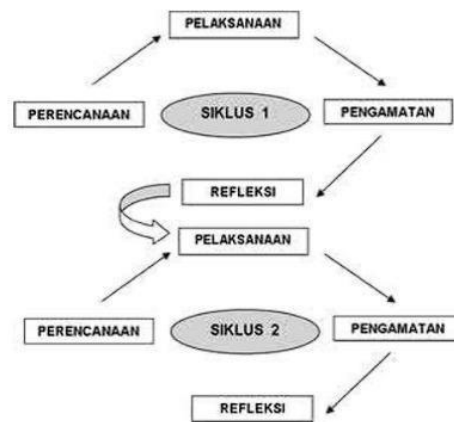 PELAKSANAAN
PERENCANAAN
SIKLUS 1
PENGAMATAN
REFLEKSI
PELAKSANAAN
PERENCANAAN
SIKLUS 2
PENGAMATAN
REFLEKSI